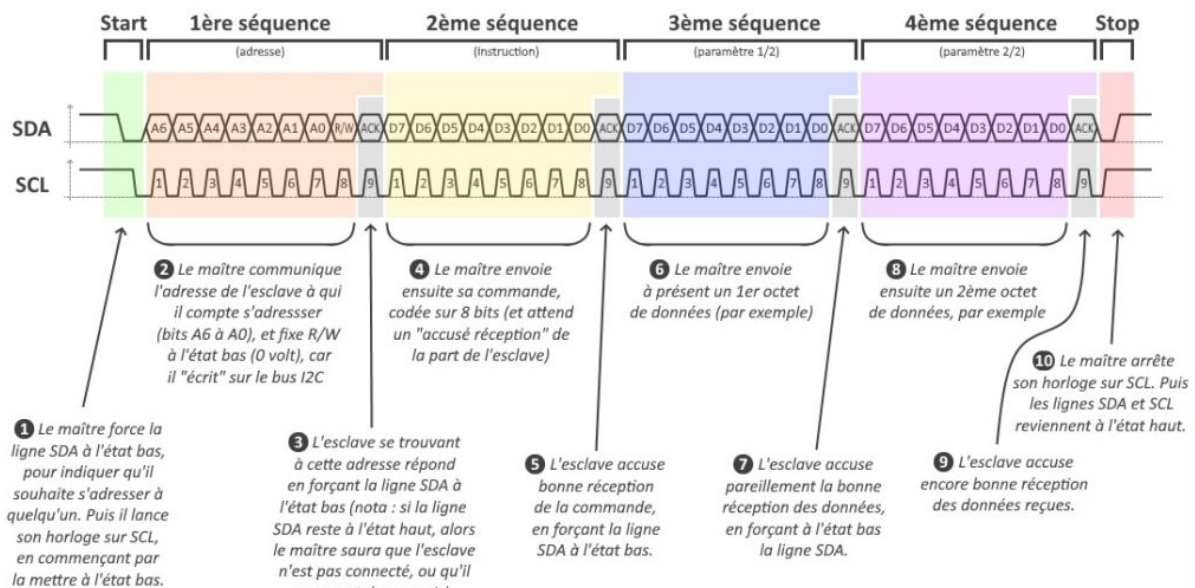 Start
1ère séquence
2ème séquence
3ème séquence
4ème séquence
Stop
(adresse)
(instruction)
(paramètre 1/2)
(paramètre 2/2)
SDA
A6 A5 A4 A3 A2 A1 A0 R/W ACK D7 D6 D5 D4 D3 D2 D1 D0 ACK D7 D6 D5 D4 D3 D2 D1 D0 ACK D7 D6 D5 D4 D3 D2 D1 D0 ACK
SCL
1 2 3 4 5 6 7 8 9 1 2 3 4 5 6 7 8 9 1 2 3 4 5 6 7 8 9 1 2 3 4 5 6 7 8 9
1 Le maître force la
ligne SDA à l'état bas,
pour indiquer qu'il
souhaite s'adresser à
quelqu'un. Puis il lance
son horloge sur SCL,
en commençant par
la mettre à l'état bas.
2 Le maître communique
l'adresse de l'esclave à qui
il compte s'adressser
(bits A6 à A0), et fixe R/W
à l'état bas (0 volt), car
il "écrit" sur le bus I2C
3 L'esclave se trouvant
à cette adresse répond
en forçant la ligne SDA à
l'état bas (nota : si la ligne
SDA reste à l'état haut, alors
le maître saura que l'esclave
n'est pas connecté, ou qu'il
4 Le maître envoie
ensuite sa commande,
codée sur 8 bits (et attend
un "accusé réception" de
la part de l'esclave)
5 L'esclave accuse
bonne réception
de la commande,
en forçant la ligne
SDA à l'état bas.
6 Le maître envoie
à présent un 1er octet
de données (par exemple)
7 L'esclave accuse
pareillement la bonne
réception des données,
en forçant à l'état bas
la ligne SDA.
8 Le maître envoie
ensuite un 2ème octet
de données, par exemple
9 L'esclave accuse
encore bonne réception
des données reçues.
10 Le maître arrête
son horloge sur SCL. Puis
les lignes SDA et SCL
reviennent à l'état haut.